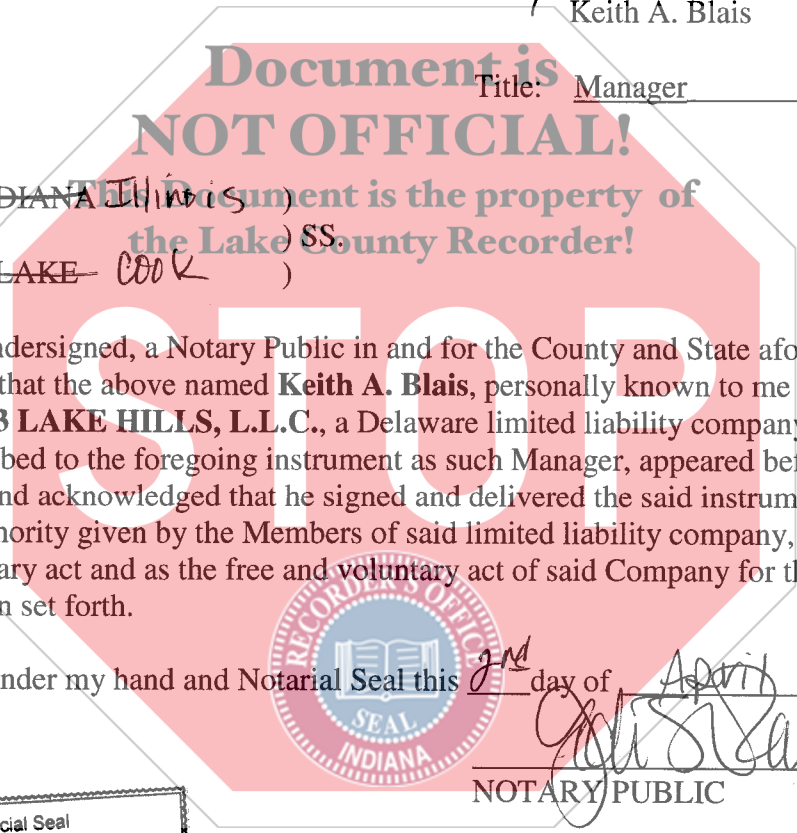 Keith A. Blais
Document is
Title: Manager
NOT OFFICIAL!
DIANA Illinois )
This Document is the property of
) SS.
the Lake County Recorder!
LAKE COOK )
STOP
ndersigned, a Notary Public in and for the County and State afo
that the above named Keith A. Blais, personally known to me
3 LAKE HILLS, L.L.C., a Delaware limited liability company
bed to the foregoing instrument as such Manager, appeared bef
nd acknowledged that he signed and delivered the said instrum
hority given by the Members of said limited liability company,
ary act and as the free and voluntary act of said Company for th
n set forth.
RECORDER'S OFFICE
nder my hand and Notarial Seal this 2nd day of April
SEAL
INDIANA
NOTARY PUBLIC
cial Seal